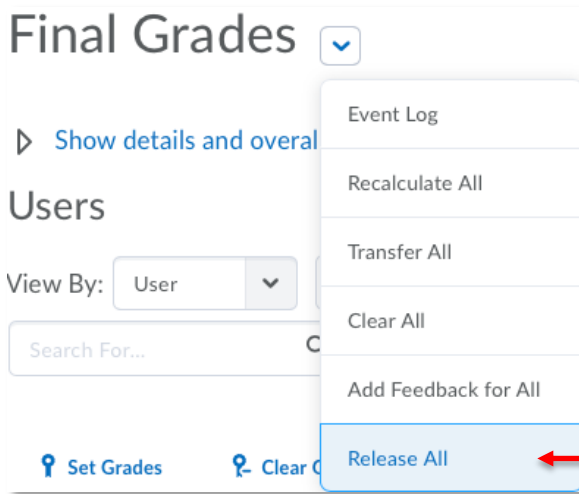 Final Grades
Event Log
Show details and overal
Recalculate All
Users
Transfer All
View By: User
Clear All
Search For...
Add Feedback for All
Release All
Set Grades Clear